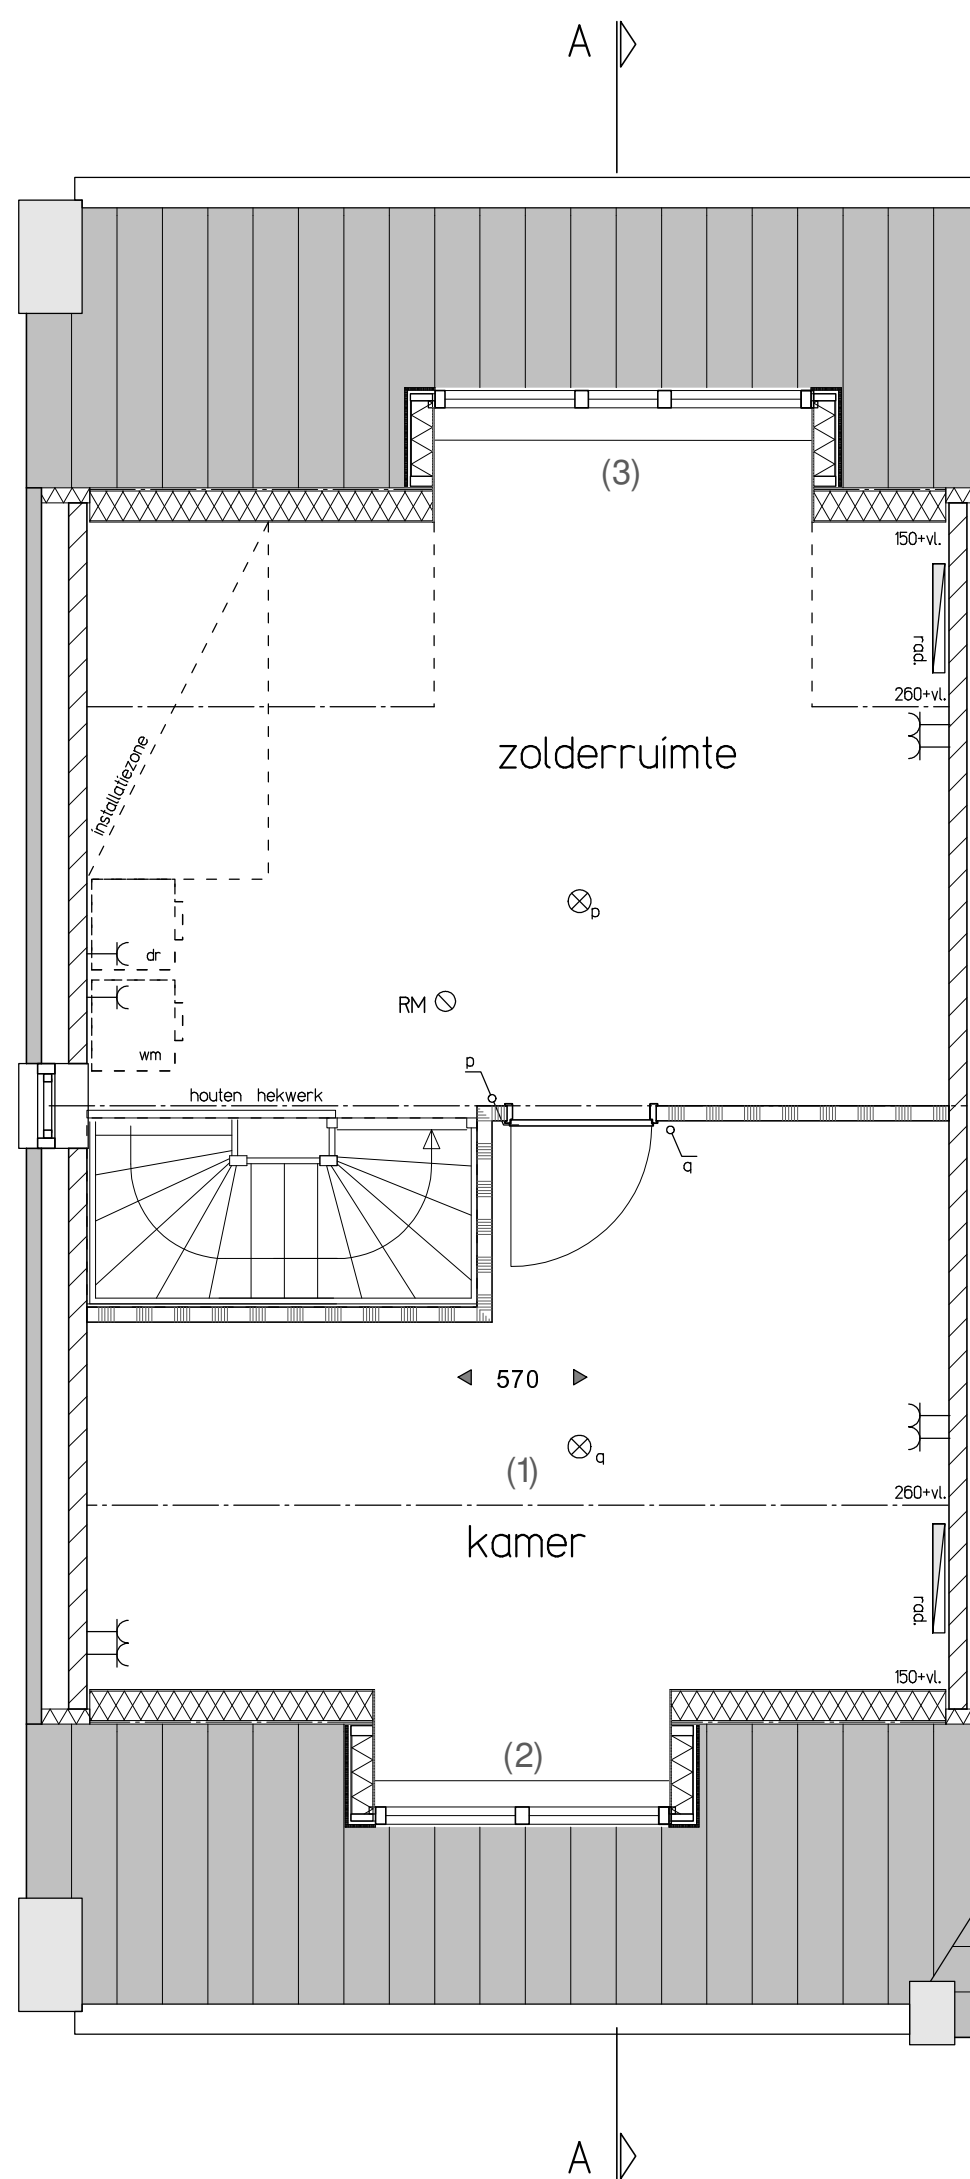 A
(3)
150+vl.
rad.
260+vl.
zolderruimte
installatiezone
p
dr
RM
wm
p
houten hekwerk
q
570
q
(1)
260+vl.
kamer
rad.
150+vl.
(2)
A